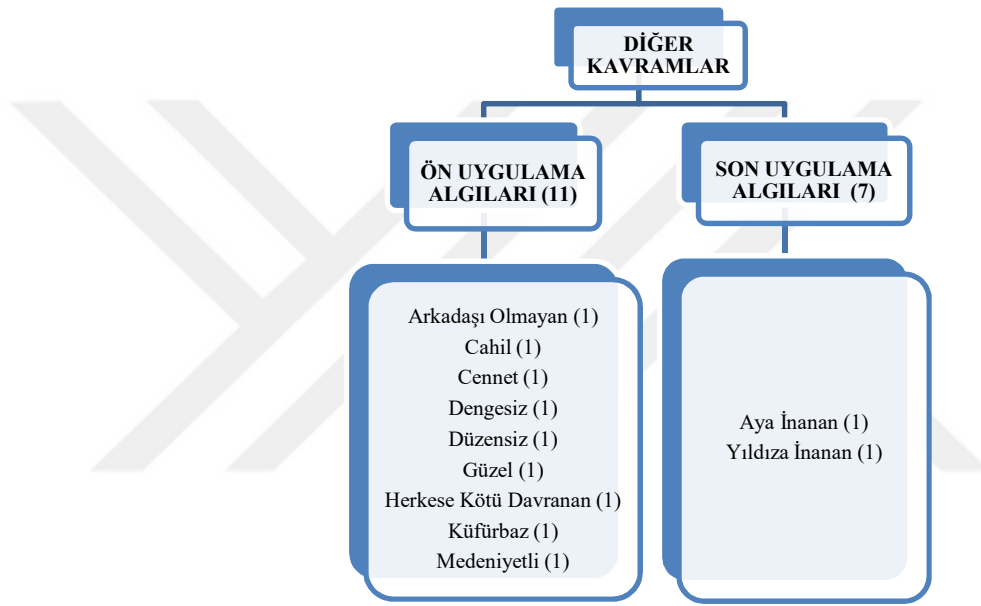 DİĞER
KAVRAMLAR
ÖN UYGULAMA
ALGILARI (11)
SON UYGULAMA
ALGILARI (7)
Arkadaşı Olmayan (1)
Cahil (1)
Cennet (1)
Dengesiz (1)
Düzensiz (1)
Güzel (1)
Herkese Kötü Davranan (1)
Küfürbaz (1)
Medeniyetli (1)
Aya İnanan (1)
Yıldıza İnanan (1)